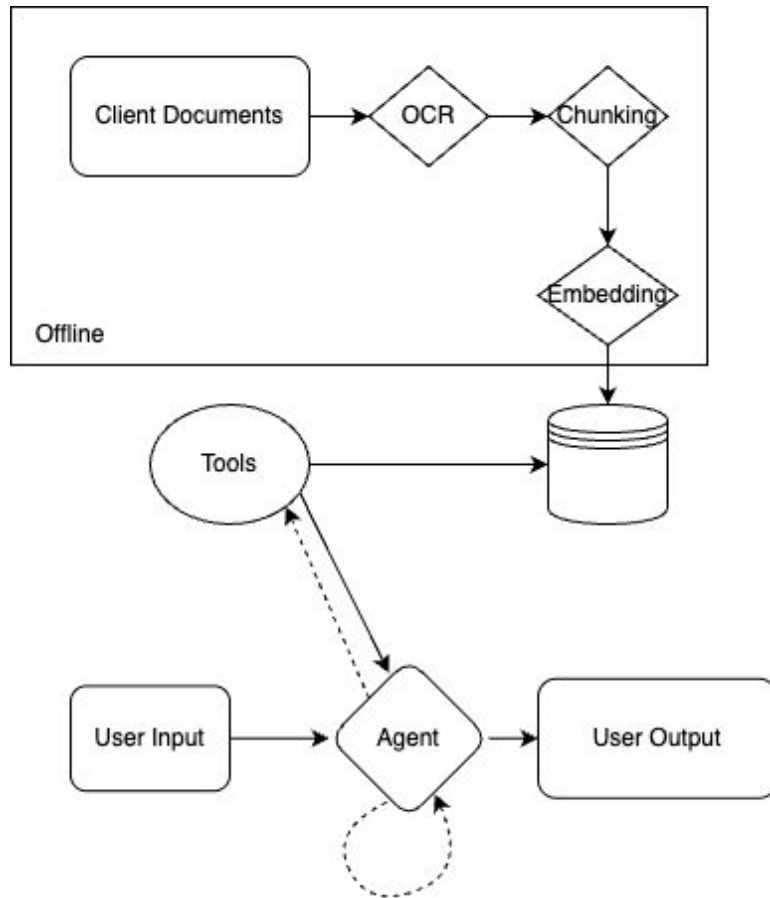 Client Documents
OCR
Chunking
Embedding
Offline
Tools
User Input
Agent
User Output